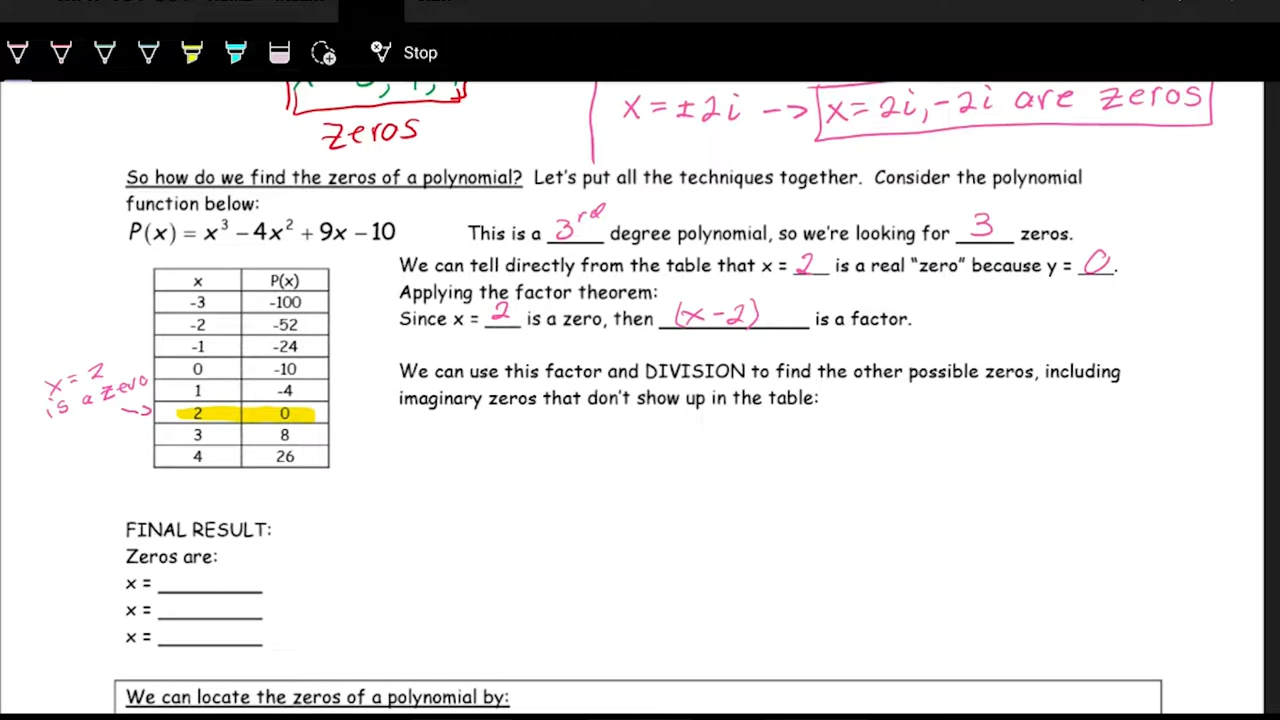 Stop
zeros
x = ±2i -> x = 2i, -2i are zeros
So how do we find the zeros of a polynomial? Let's put all the techniques together. Consider the polynomial
function below:
P(x) = x³ − 4x² + 9x − 10
This is a 3rd degree polynomial, so we're looking for 3 zeros.
We can tell directly from the table that x = 2 is a real "zero" because y = 0.
Applying the factor theorem:
Since x = 2 is a zero, then (x - 2) is a factor.
x P(x)
-3 -100
-2 -52
-1 -24
0 -10
1 -4
2 0
3 8
4 26
x = 2
is a zero
->
We can use this factor and DIVISION to find the other possible zeros, including
imaginary zeros that don't show up in the table:
FINAL RESULT:
Zeros are:
x = ________
x = ________
x = ________
We can locate the zeros of a polynomial by: